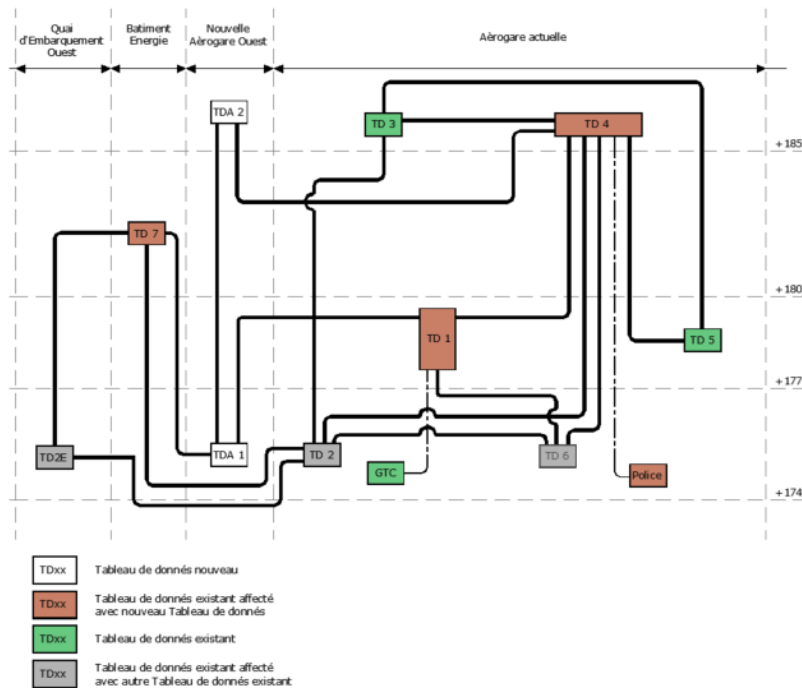 Quai
d'Embarquement
Ouest
Batiment
Energie
Nouvelle
Aèrogare Ouest
Aèrogare actuelle
TDA 2
TD 3
TD 4
+185
TD 7
+180
TD 1
TD 5
+177
TD2E
TDA 1
TD 2
TD 6
GTC
Police
+174
TDxx
Tableau de donnés nouveau
TDxx
Tableau de donnés existant affecté
avec nouveau Tableau de donnés
TDxx
Tableau de donnés existant
TDxx
Tableau de donnés existant affecté
avec autre Tableau de donnés existant